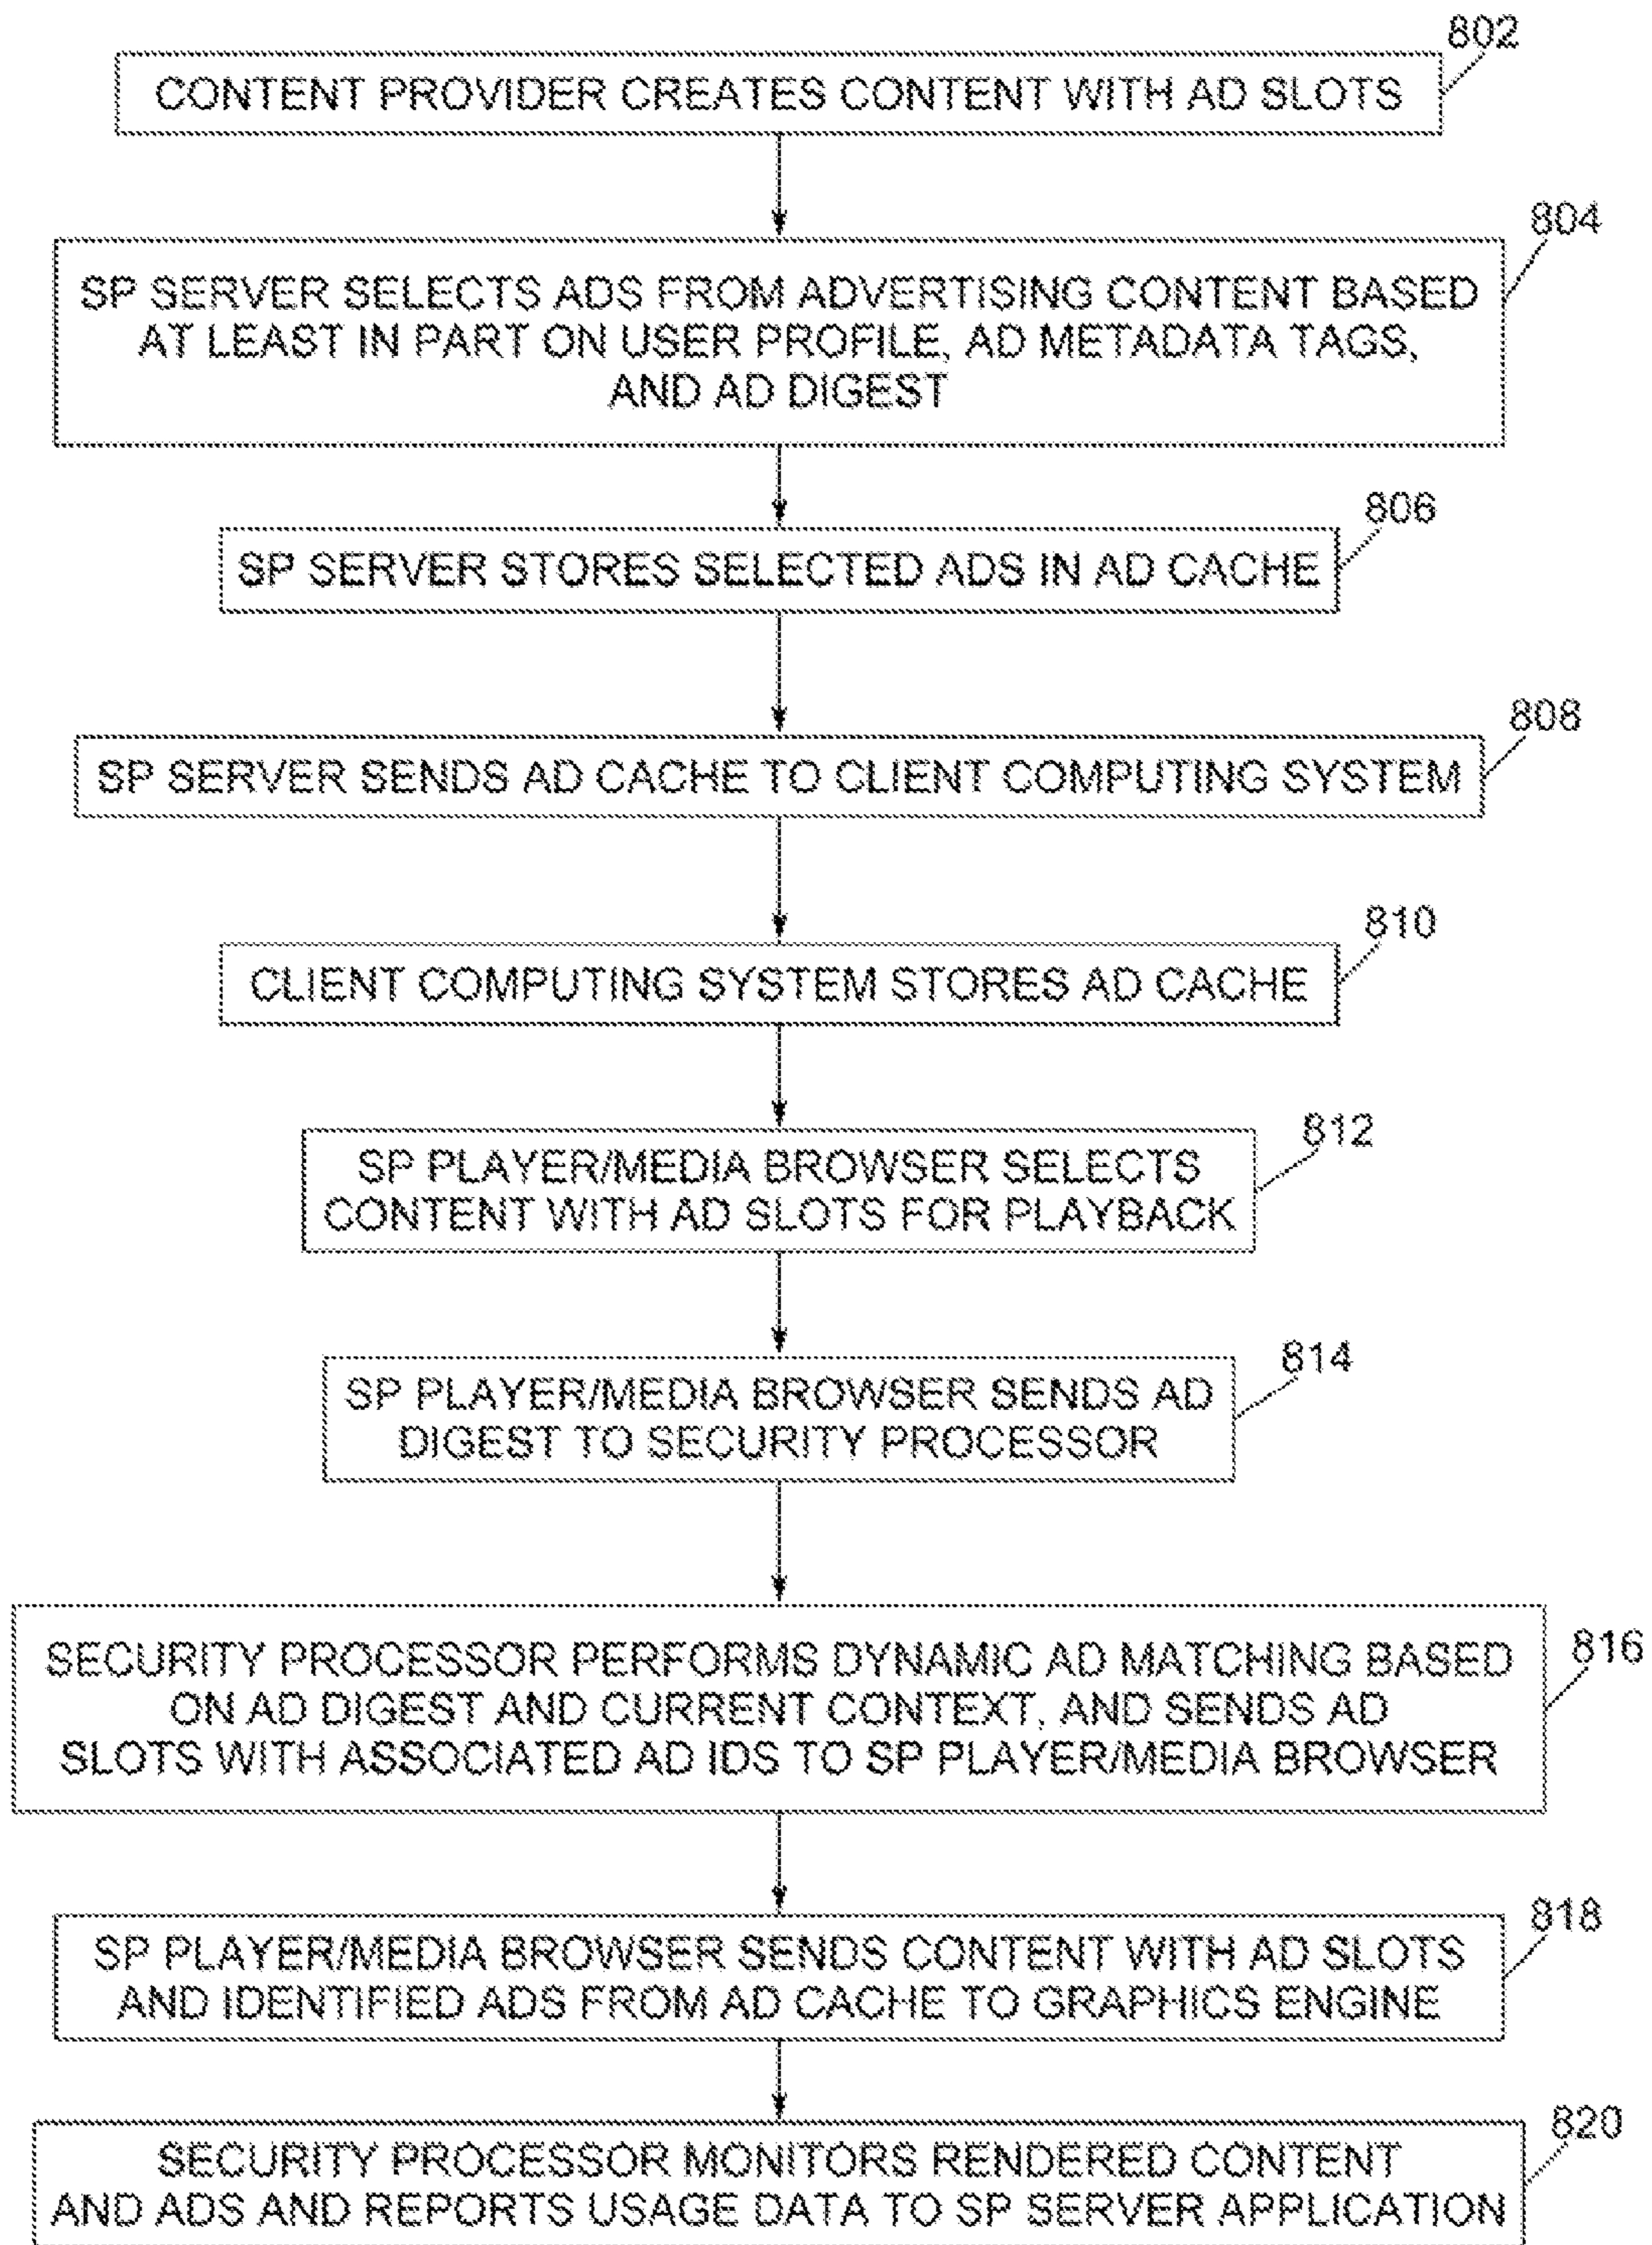 802
CONTENT PROVIDER CREATES CONTENT WITH AD SLOTS
804
SP SERVER SELECTS ADS FROM ADVERTISING CONTENT BASED
AT LEAST IN PART ON USER PROFILE, AD METADATA TAGS,
AND AD DIGEST
806
SP SERVER STORES SELECTED ADS IN AD CACHE
808
SP SERVER SENDS AD CACHE TO CLIENT COMPUTING SYSTEM
810
CLIENT COMPUTING SYSTEM STORES AD CACHE
812
SP PLAYER/MEDIA BROWSER SELECTS
CONTENT WITH AD SLOTS FOR PLAYBACK
814
SP PLAYER/MEDIA BROWSER SENDS AD
DIGEST TO SECURITY PROCESSOR
816
SECURITY PROCESSOR PERFORMS DYNAMIC AD MATCHING BASED
ON AD DIGEST AND CURRENT CONTEXT, AND SENDS AD
SLOTS WITH ASSOCIATED AD IDS TO SP PLAYER/MEDIA BROWSER
818
SP PLAYER/MEDIA BROWSER SENDS CONTENT WITH AD SLOTS
AND IDENTIFIED ADS FROM AD CACHE TO GRAPHICS ENGINE
820
SECURITY PROCESSOR MONITORS RENDERED CONTENT
AND ADS AND REPORTS USAGE DATA TO SP SERVER APPLICATION